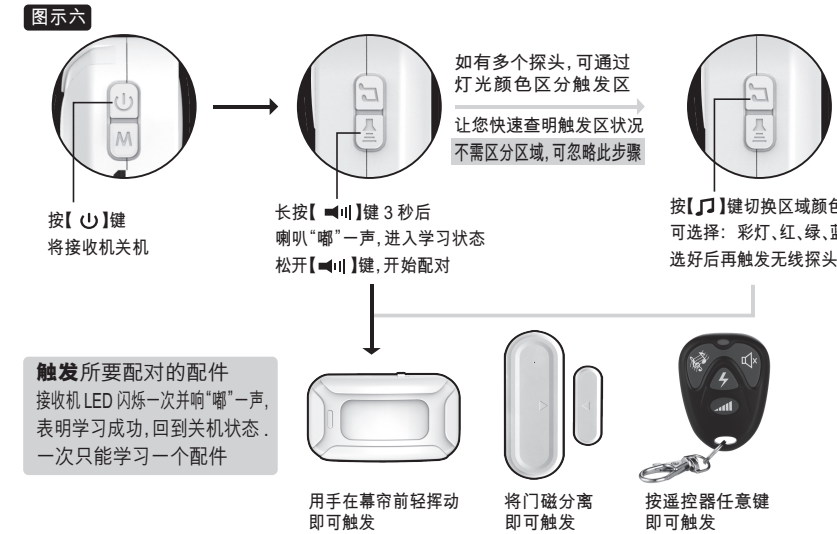 图示六
M
按【⏻】键
将接收机关机
长按【🔊】键 3 秒后
喇叭“嘟”一声,进入学习状态
松开【🔊】键,开始配对
如有多个探头,可通过
灯光颜色区分触发区
让您快速查明触发区状况
不需区分区域,可忽略此步骤
按【♫】键切换区域颜色
可选择: 彩灯、红、绿、蓝
选好后再触发无线探头
触发所要配对的配件
接收机 LED 闪烁一次并响“嘟”一声,
表明学习成功,回到关机状态 .
一次只能学习一个配件
用手在幕帘前轻挥动
即可触发
将门磁分离
即可触发
按遥控器任意键
即可触发